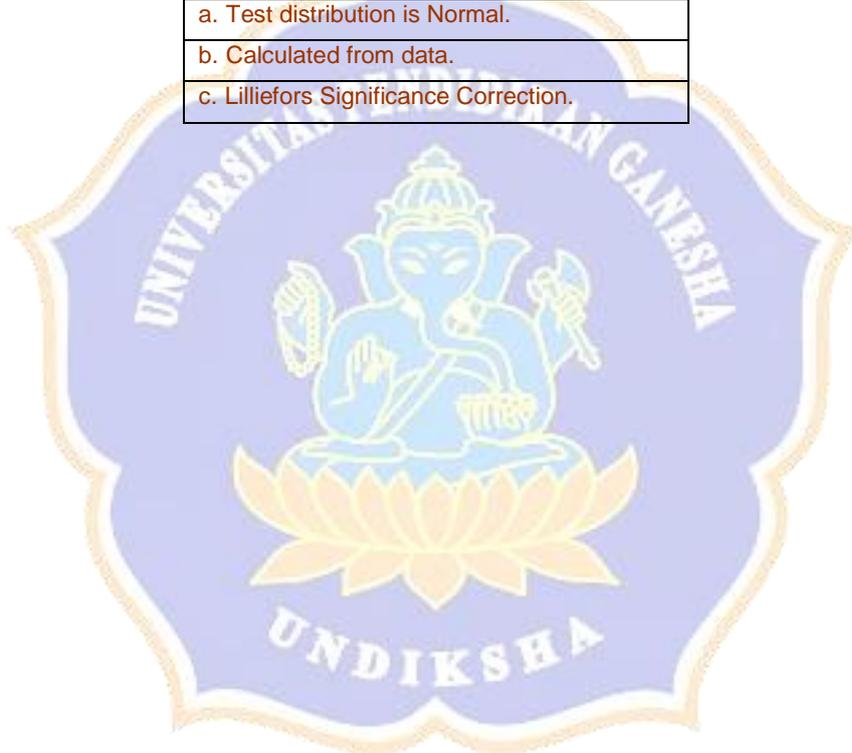 a. Test distribution is Normal.
b. Calculated from data.
c. Lilliefors Significance Correction.
UNIVERSITAS PENDIDIKAN GANESHA
UNDIKSHA